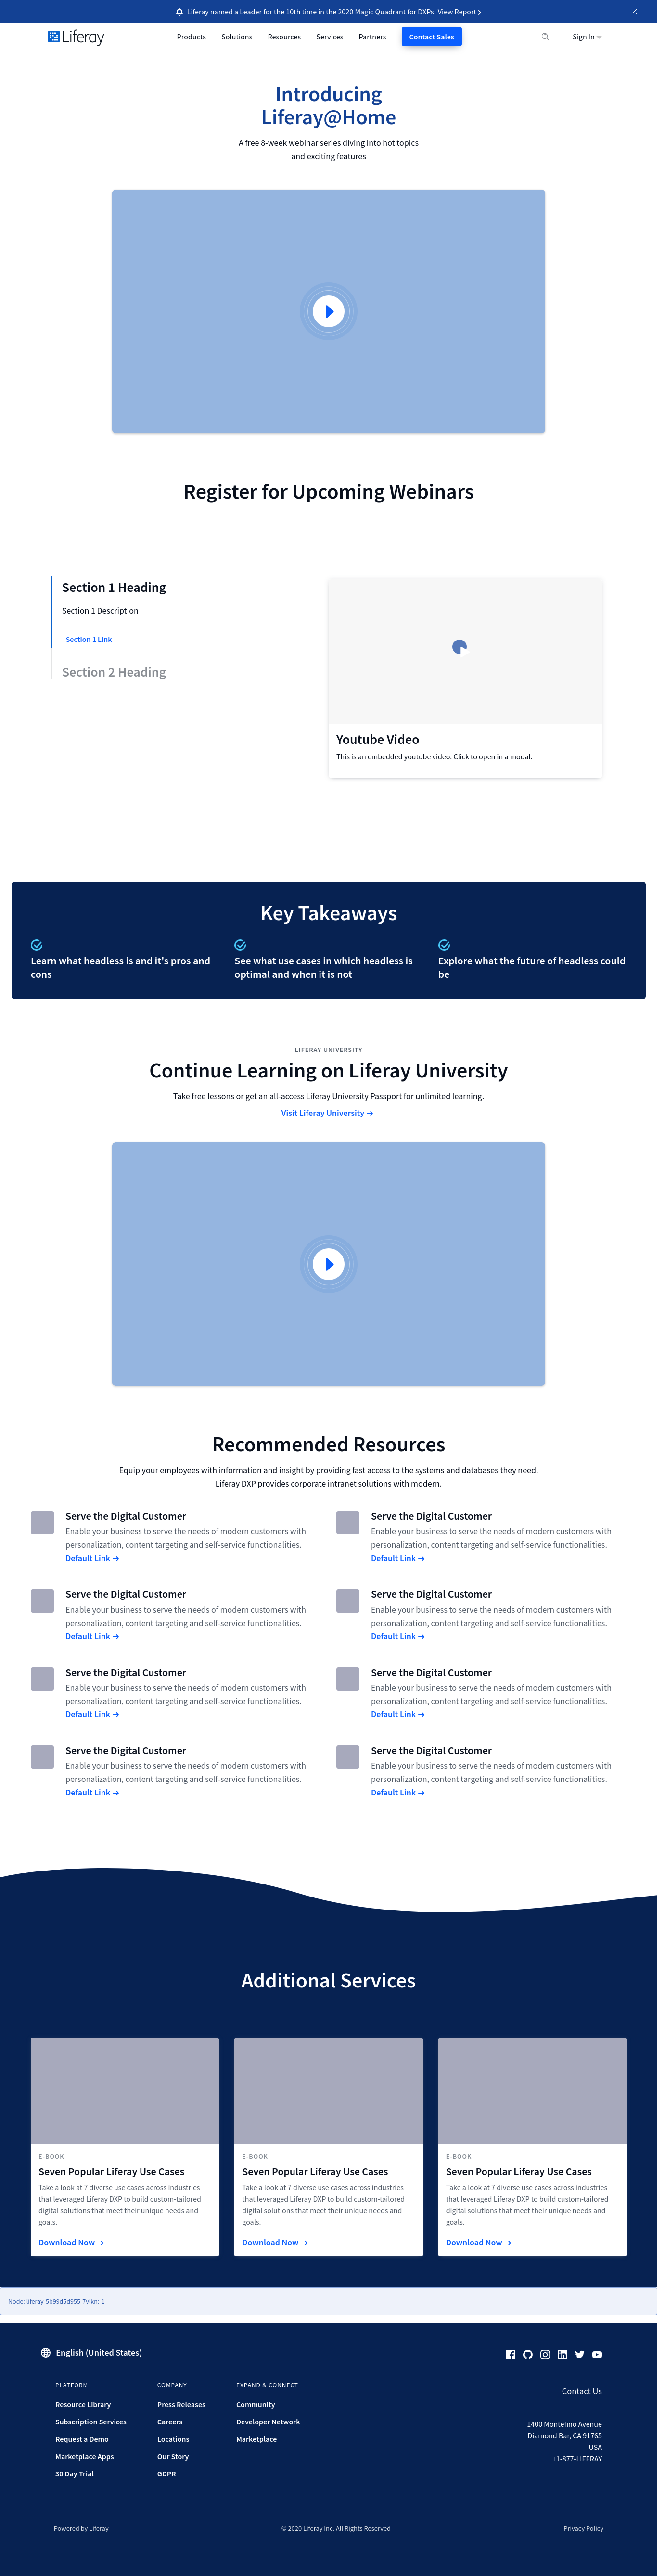 Liferay named a Leader for the 10th time in the 2020 Magic Quadrant for DXPs View Report
Liferay
Products Solutions Resources Services Partners Contact Sales Sign In
Introducing
Liferay@Home
A free 8-week webinar series diving into hot topics
and exciting features
Register for Upcoming Webinars
Section 1 Heading
Section 1 Description
Section 1 Link
Section 2 Heading
Youtube Video
This is an embedded youtube video. Click to open in a modal.
Key Takeaways
Learn what headless is and it's pros and
cons
See what use cases in which headless is
optimal and when it is not
Explore what the future of headless could
be
LIFERAY UNIVERSITY
Continue Learning on Liferay University
Take free lessons or get an all-access Liferay University Passport for unlimited learning.
Visit Liferay University →
Recommended Resources
Equip your employees with information and insight by providing fast access to the systems and databases they need.
Liferay DXP provides corporate intranet solutions with modern.
Serve the Digital Customer
Enable your business to serve the needs of modern customers with
personalization, content targeting and self-service functionalities.
Default Link →
Serve the Digital Customer
Enable your business to serve the needs of modern customers with
personalization, content targeting and self-service functionalities.
Default Link →
Serve the Digital Customer
Enable your business to serve the needs of modern customers with
personalization, content targeting and self-service functionalities.
Default Link →
Serve the Digital Customer
Enable your business to serve the needs of modern customers with
personalization, content targeting and self-service functionalities.
Default Link →
Serve the Digital Customer
Enable your business to serve the needs of modern customers with
personalization, content targeting and self-service functionalities.
Default Link →
Serve the Digital Customer
Enable your business to serve the needs of modern customers with
personalization, content targeting and self-service functionalities.
Default Link →
Serve the Digital Customer
Enable your business to serve the needs of modern customers with
personalization, content targeting and self-service functionalities.
Default Link →
Serve the Digital Customer
Enable your business to serve the needs of modern customers with
personalization, content targeting and self-service functionalities.
Default Link →
Additional Services
E-BOOK
Seven Popular Liferay Use Cases
Take a look at 7 diverse use cases across industries
that leveraged Liferay DXP to build custom-tailored
digital solutions that meet their unique needs and
goals.
Download Now →
E-BOOK
Seven Popular Liferay Use Cases
Take a look at 7 diverse use cases across industries
that leveraged Liferay DXP to build custom-tailored
digital solutions that meet their unique needs and
goals.
Download Now →
E-BOOK
Seven Popular Liferay Use Cases
Take a look at 7 diverse use cases across industries
that leveraged Liferay DXP to build custom-tailored
digital solutions that meet their unique needs and
goals.
Download Now →
Node: liferay-5b99d5d955-7vlkn:-1
English (United States)
PLATFORM
Resource Library
Subscription Services
Request a Demo
Marketplace Apps
30 Day Trial
COMPANY
Press Releases
Careers
Locations
Our Story
GDPR
EXPAND & CONNECT
Community
Developer Network
Marketplace
Contact Us
1400 Montefino Avenue
Diamond Bar, CA 91765
USA
+1-877-LIFERAY
Powered by Liferay
© 2020 Liferay Inc. All Rights Reserved
Privacy Policy